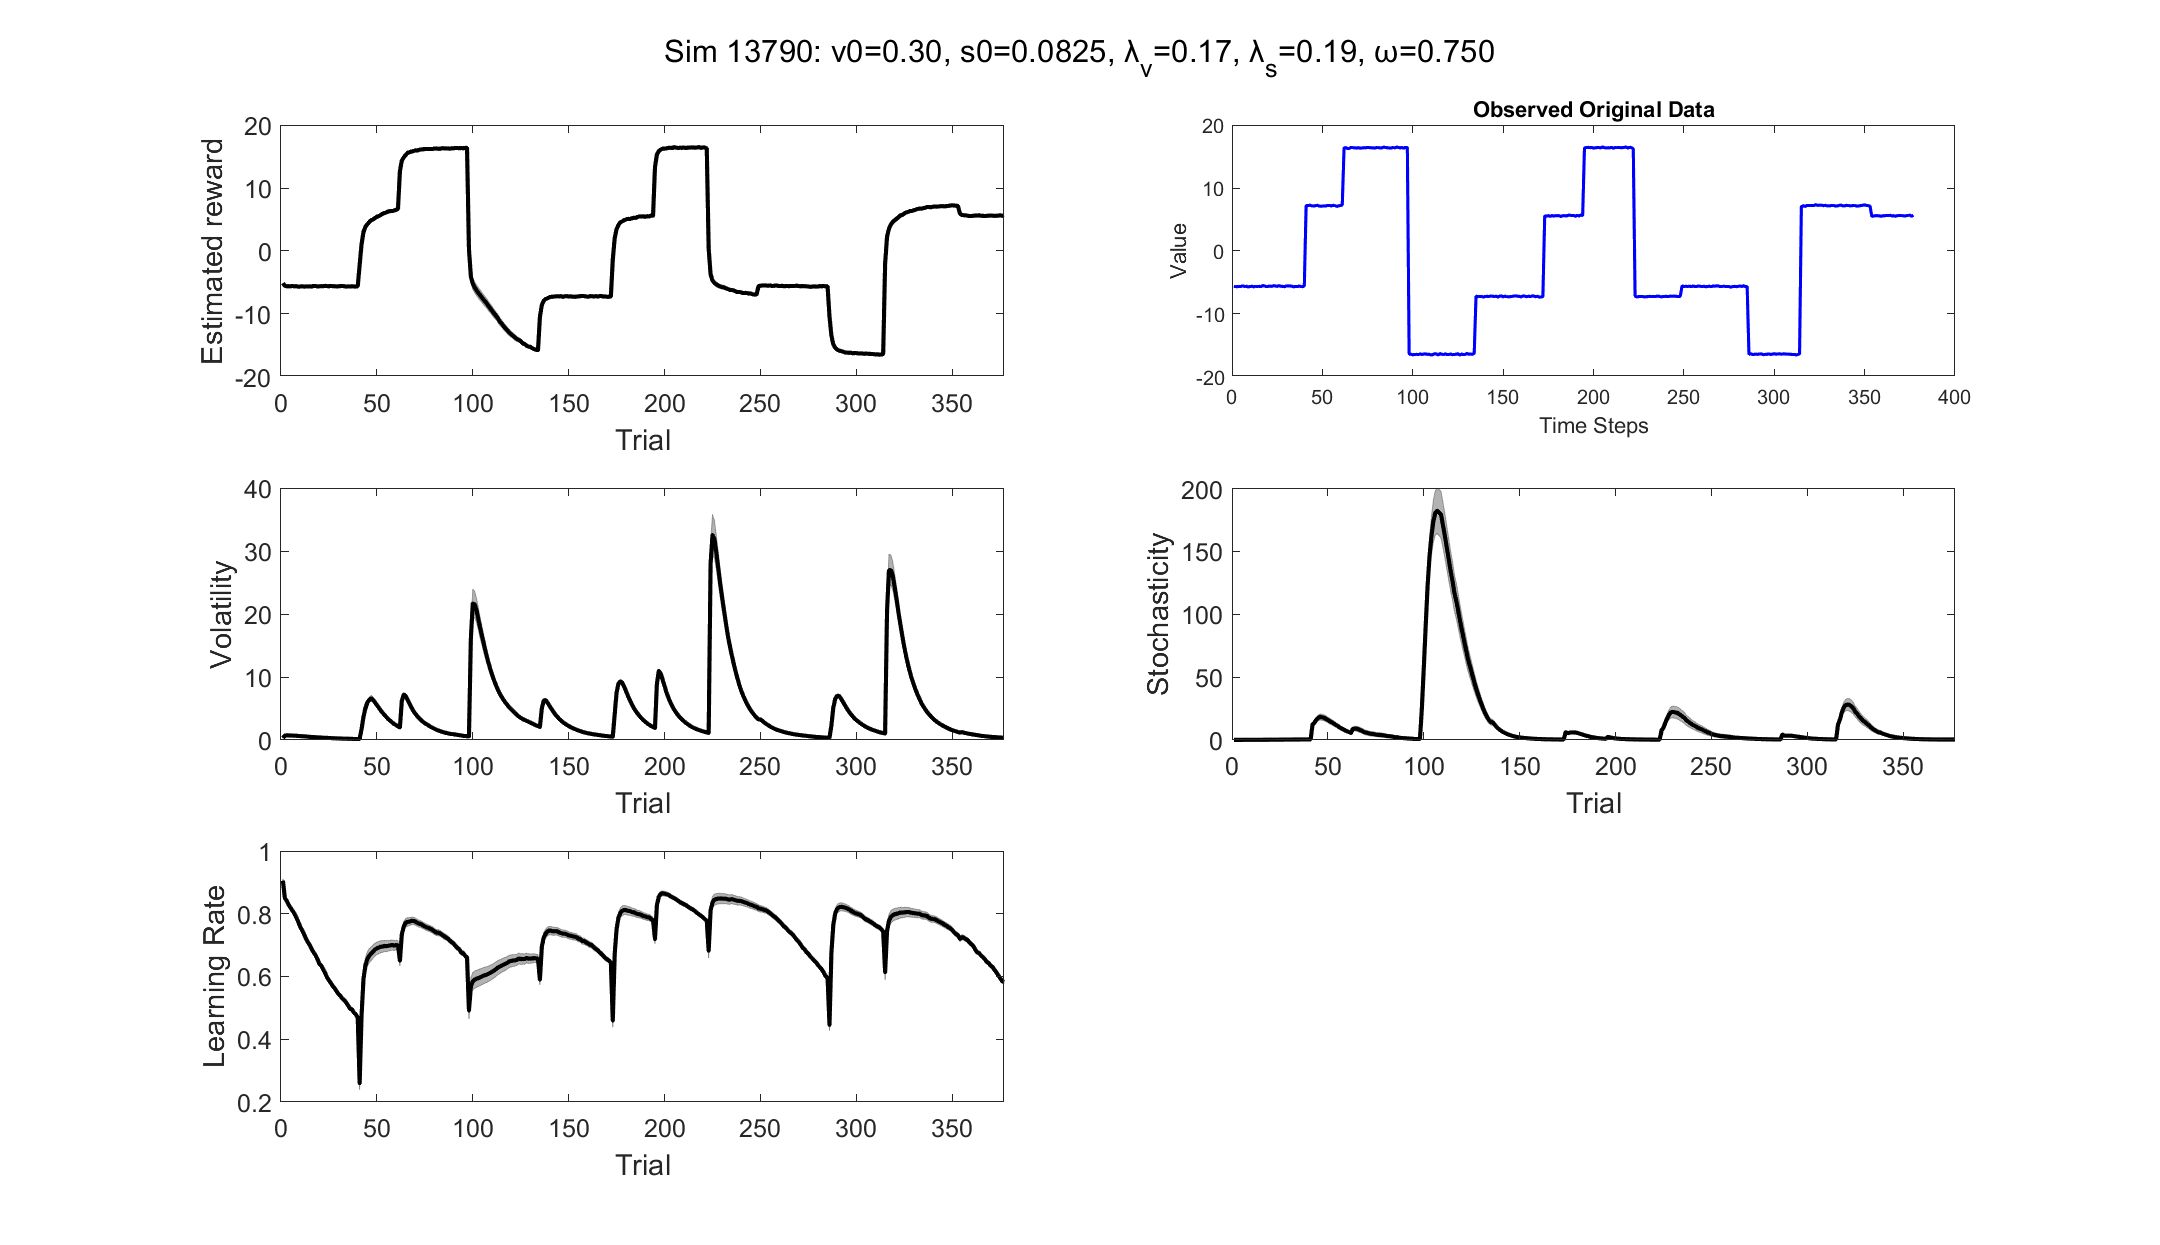 Sim 13790: v0=0.30, s0=0.0825, λ_v=0.17, λ_s=0.19, ω=0.750
Estimated reward
20
10
0
-10
-20
0 50 100 150 200 250 300 350
Trial
Observed Original Data
Value
20
10
0
-10
-20
0 50 100 150 200 250 300 350 400
Time Steps
Volatility
40
30
20
10
0
0 50 100 150 200 250 300 350
Trial
Stochasticity
200
150
100
50
0
0 50 100 150 200 250 300 350
Trial
Learning Rate
1
0.8
0.6
0.4
0.2
0 50 100 150 200 250 300 350
Trial